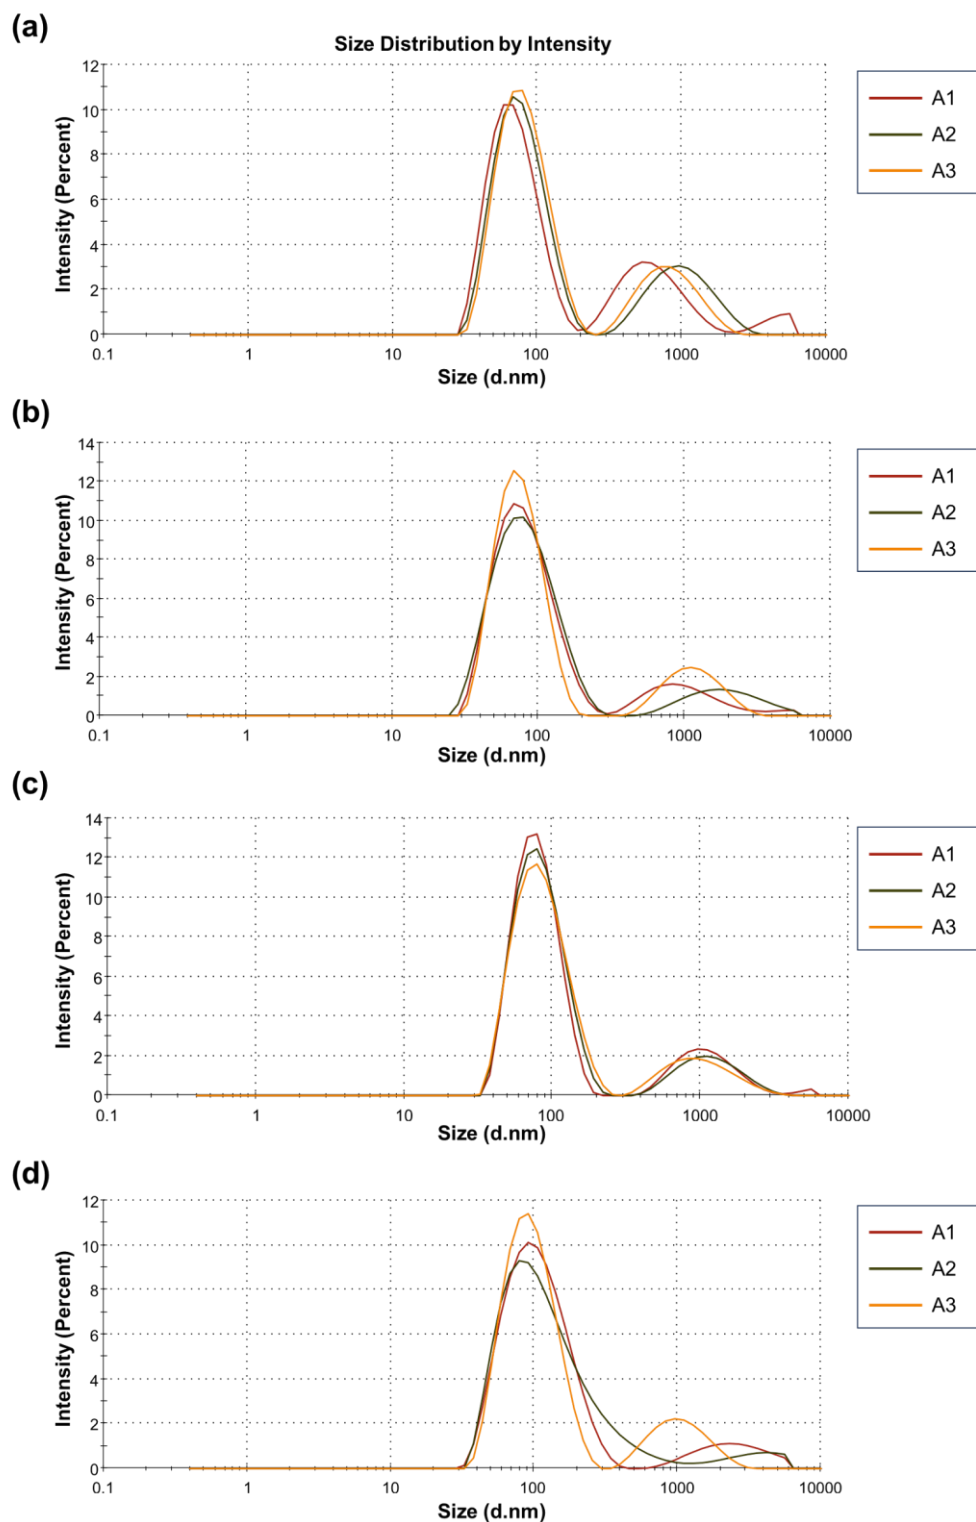 (a)
Size Distribution by Intensity
Intensity (Percent)
12
10
8
6
4
2
0
0.1 1 10 100 1000 10000
Size (d.nm)
A1
A2
A3
(b)
Intensity (Percent)
14
12
10
8
6
4
2
0
0.1 1 10 100 1000 10000
Size (d.nm)
A1
A2
A3
(c)
Intensity (Percent)
14
12
10
8
6
4
2
0
0.1 1 10 100 1000 10000
Size (d.nm)
A1
A2
A3
(d)
Intensity (Percent)
12
10
8
6
4
2
0
0.1 1 10 100 1000 10000
Size (d.nm)
A1
A2
A3